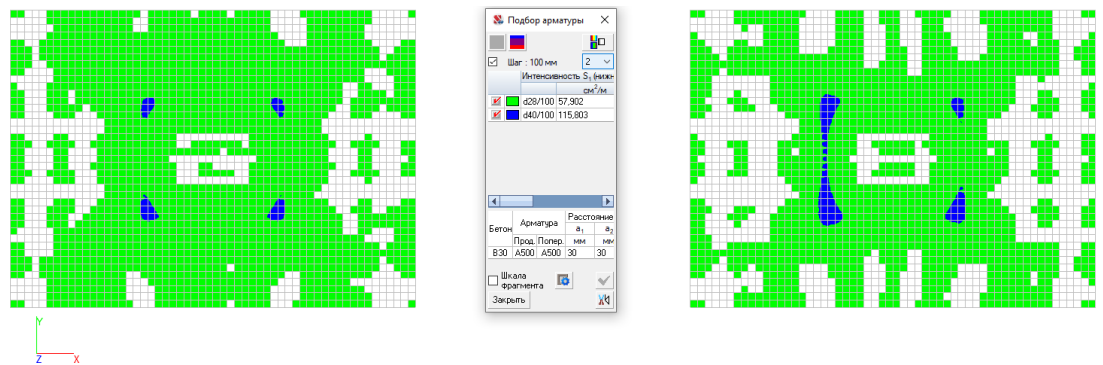 Подбор арматуры
Шаг : 100 мм
2
Интенсивность S1 (нижн
см2/м
d28/100 57,902
d40/100 115,803
Бетон Арматура Расстояние
a1 a2
Прод. Попер. мм мм
B30 A500 A500 30 30
Шкала
фрагмента
Закрыть
Y
Z X